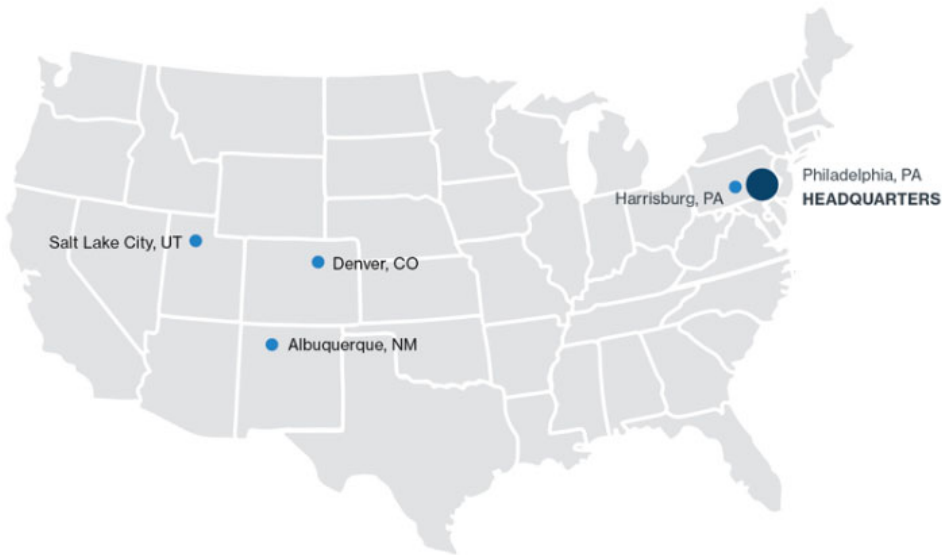 Philadelphia, PA
HEADQUARTERS
Harrisburg, PA
Salt Lake City, UT
Denver, CO
Albuquerque, NM